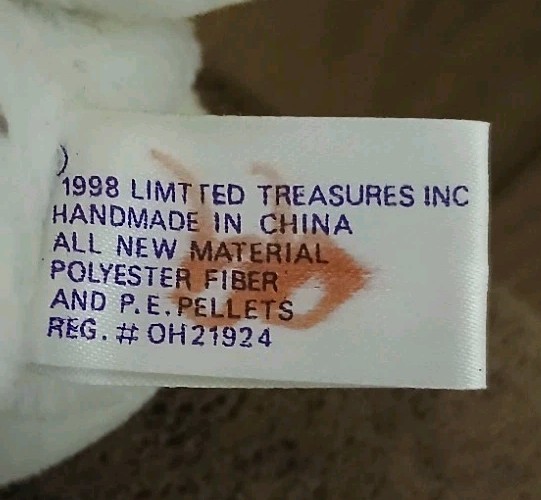 )
1998 LIMTTED TREASURES INC
HANDMADE IN CHINA
ALL NEW MATERIAL
POLYESTER FIBER
AND P.E. PELLETS
REG. # OH21924